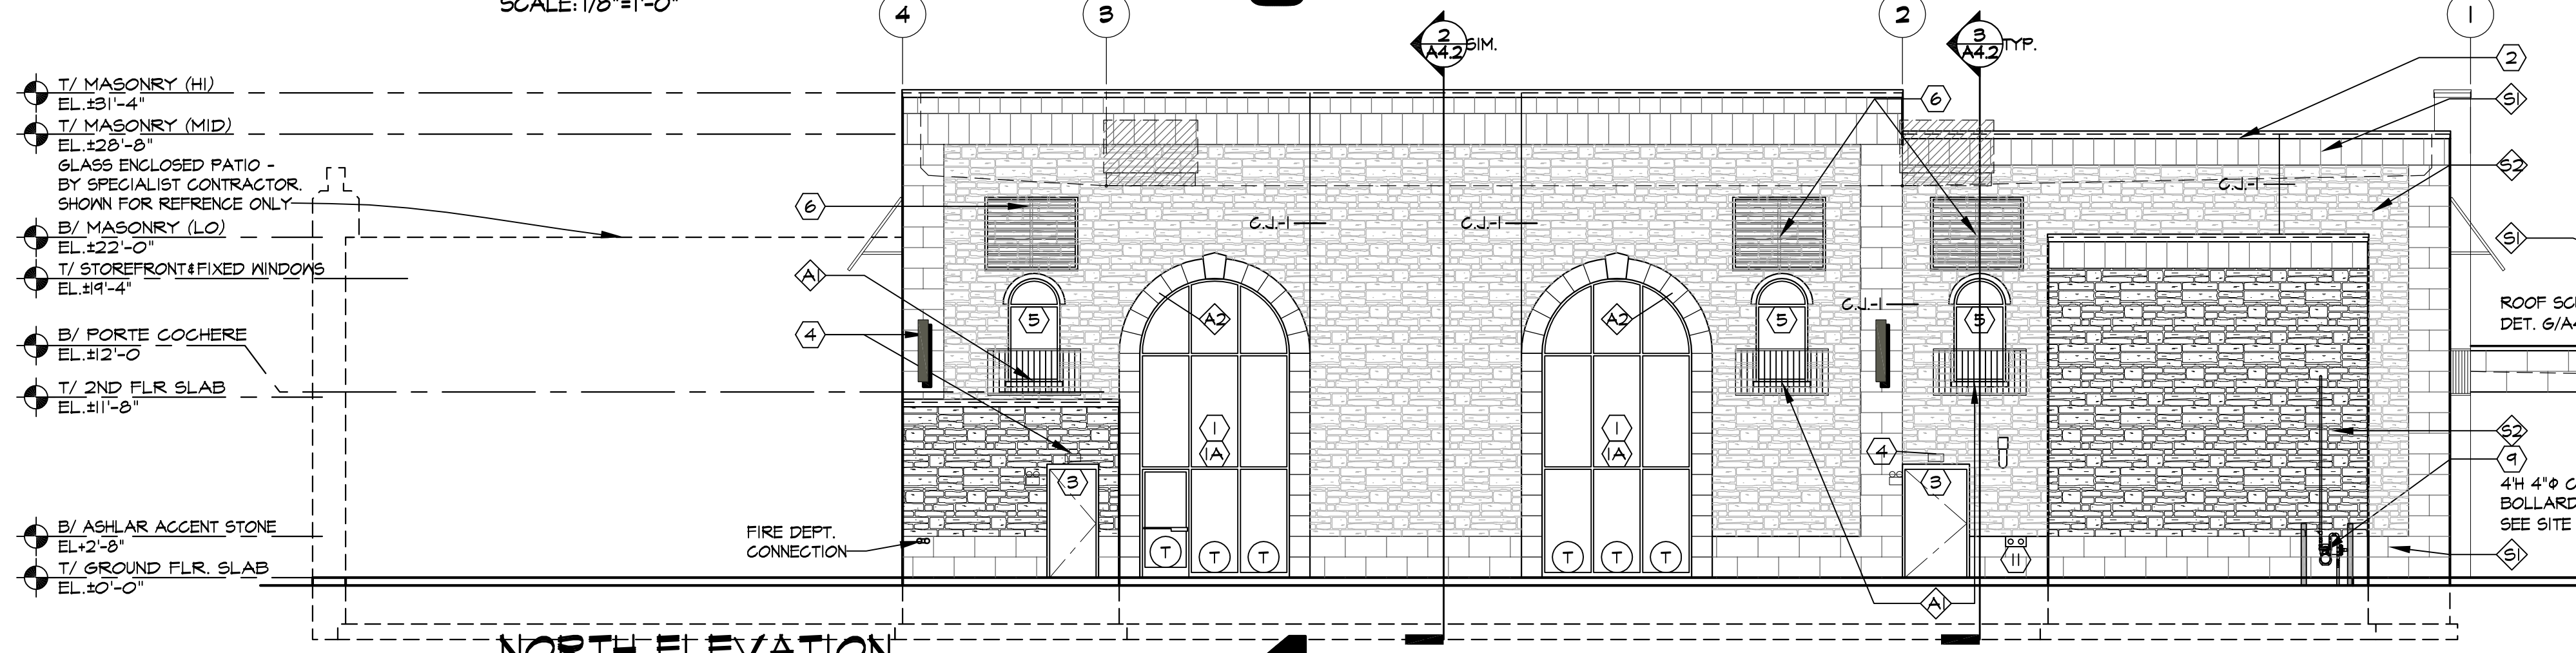 SCALE:1/8"=1'-0"
4
3
2
1
2
A4.2
SIM.
3
A4.2
TYP.
T/ MASONRY (HI)
EL.±31'-4"
T/ MASONRY (MID)
EL.±28'-8"
GLASS ENCLOSED PATIO -
BY SPECIALIST CONTRACTOR.
SHOWN FOR REFRENCE ONLY
B/ MASONRY (LO)
EL.±22'-0"
T/ STOREFRONT&FIXED WINDOWS
EL.±19'-4"
B/ PORTE COCHERE
EL.±12'-0
T/ 2ND FLR SLAB
EL.±11'-8"
B/ ASHLAR ACCENT STONE
EL+2'-8"
T/ GROUND FLR. SLAB
EL.±0'-0"
6
A1
4
FIRE DEPT.
CONNECTION
C.J.-1
C.J.-1
C.J.-1
C.J.-1
6
5
A2
A2
5
5
1
1A
1
1A
3
4
3
T
T
T
T
T
T
11
A1
2
S1
S2
S1
ROOF SC
DET. G/A4
S2
9
4'H 4"Φ C
BOLLARD
SEE SITE
S1
NORTH ELEVATION